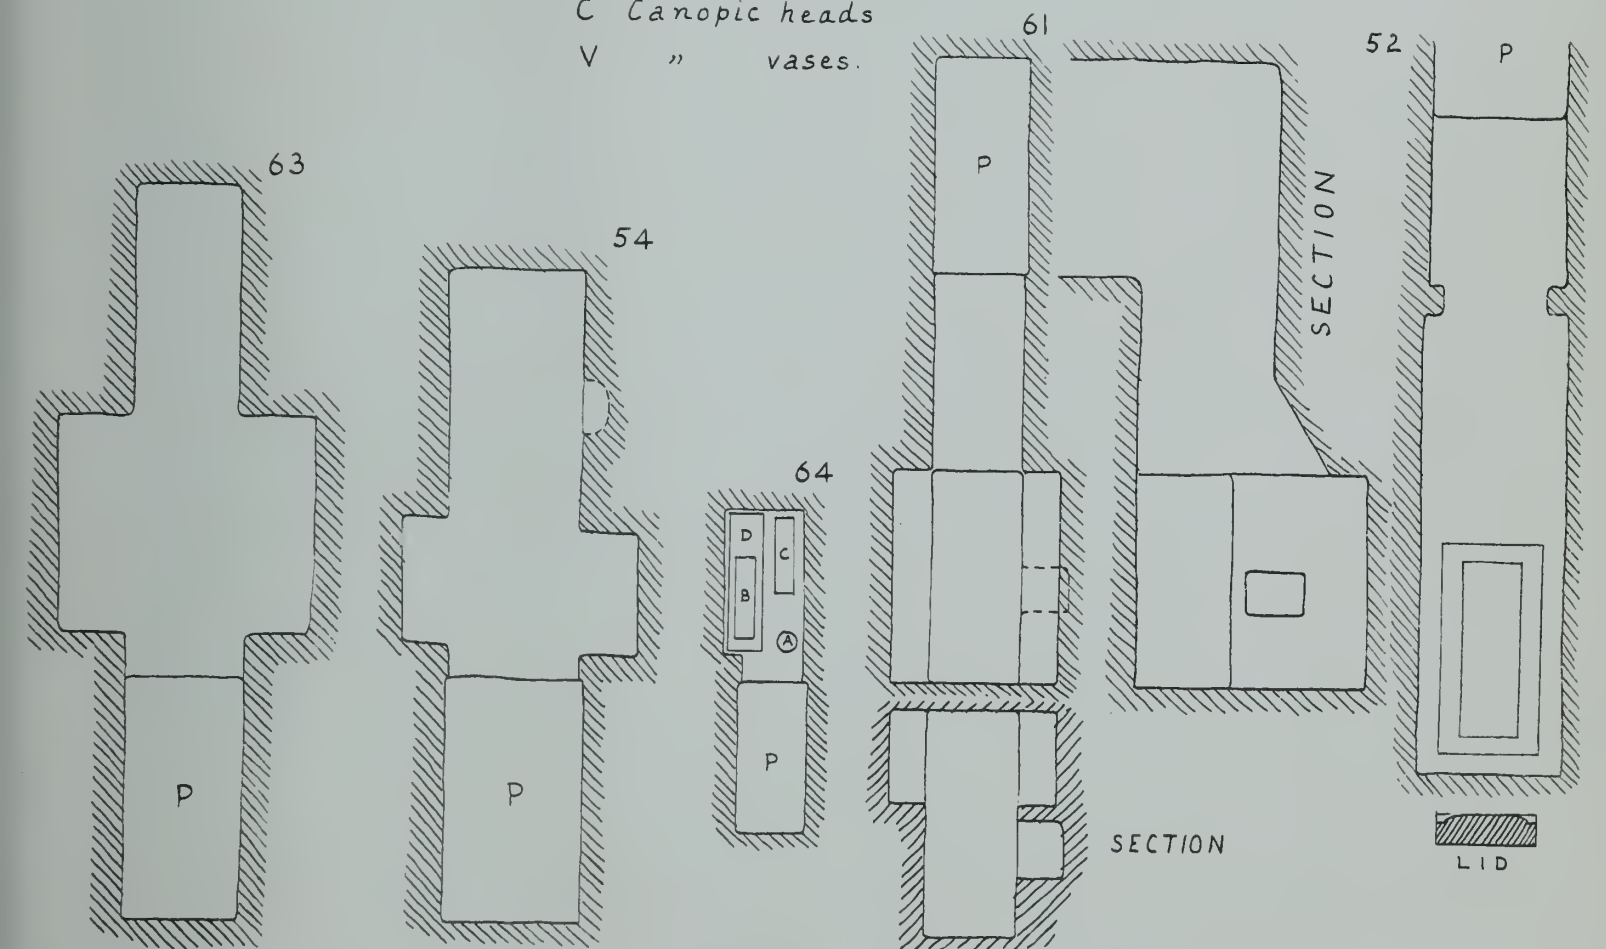 C Canopic heads
V " vases.
61
52
P
63
P
SECTION
54
64
D
C
B
A
P
P
P
SECTION
LID